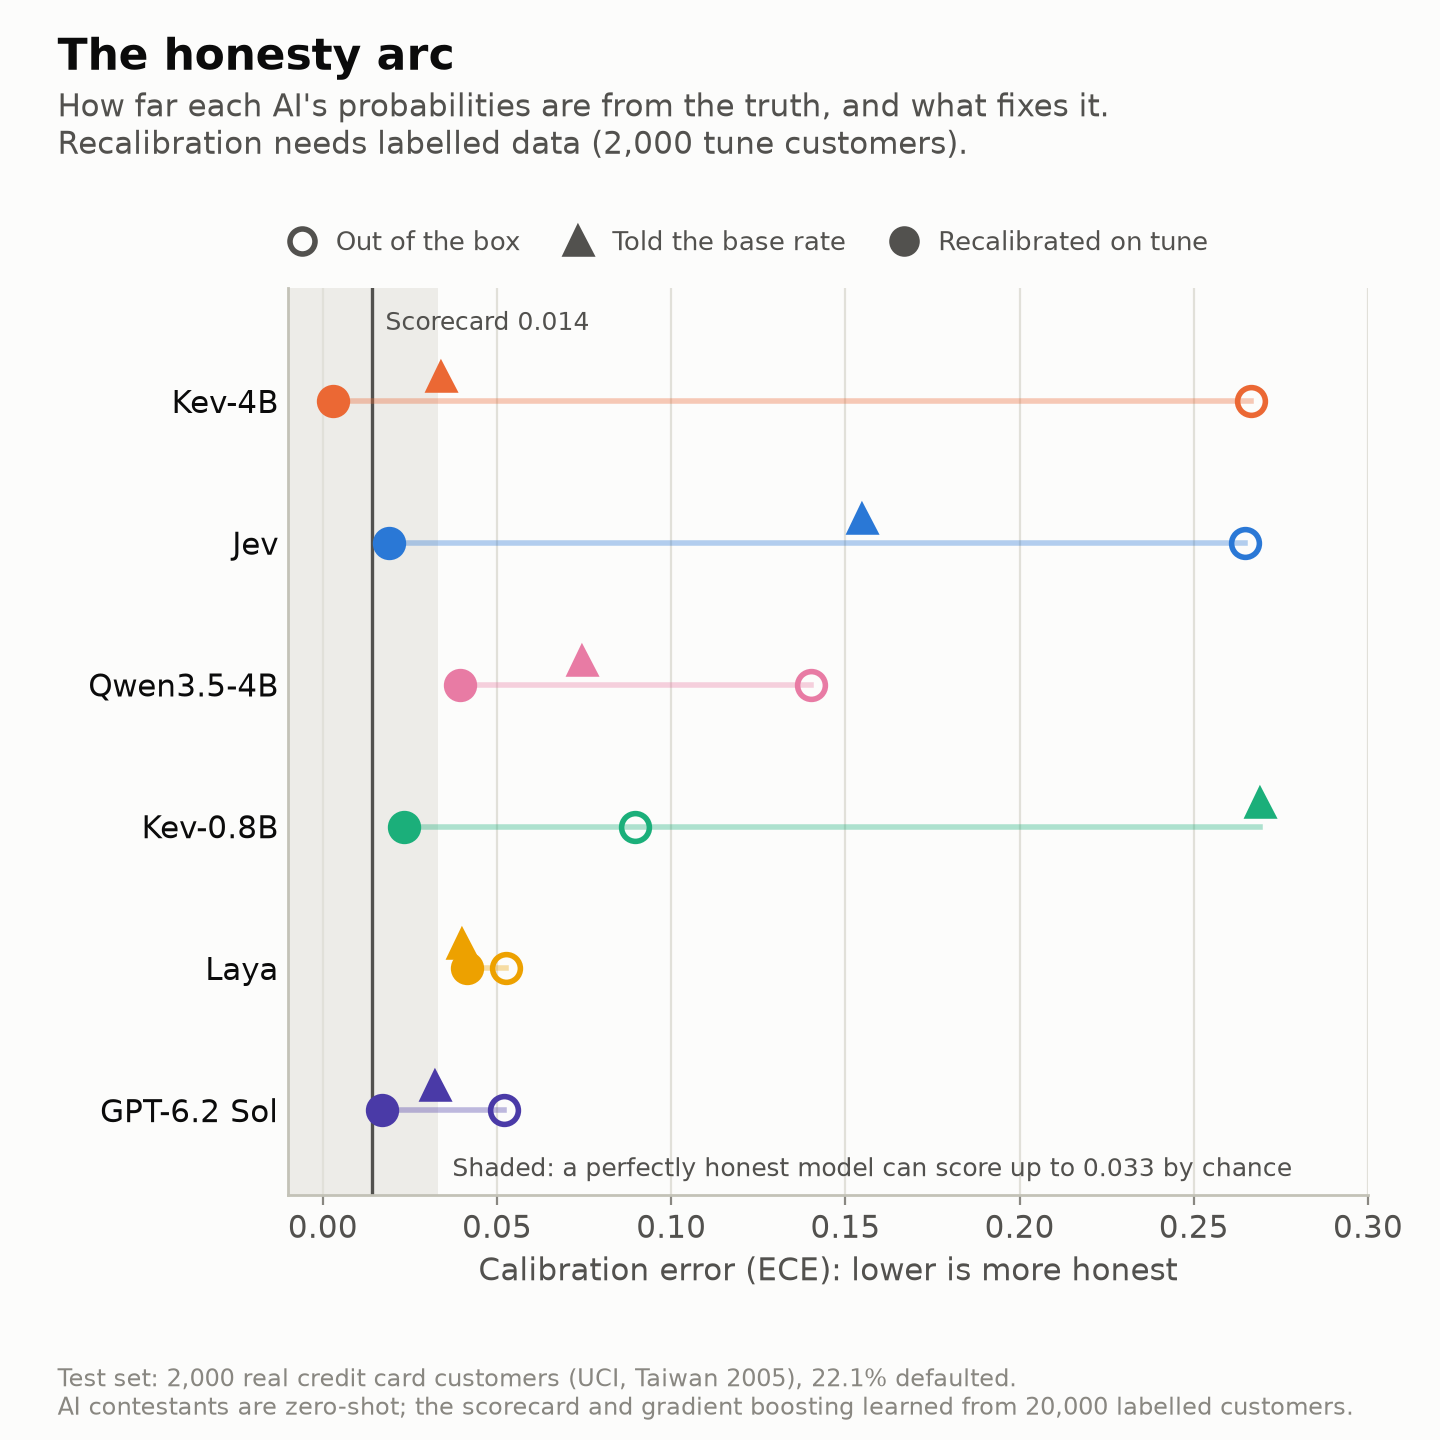 The honesty arc
How far each AI's probabilities are from the truth, and what fixes it.
Recalibration needs labelled data (2,000 tune customers).
Out of the box
Told the base rate
Recalibrated on tune
Scorecard 0.014
Kev-4B
Jev
Qwen3.5-4B
Kev-0.8B
Laya
GPT-6.2 Sol
Shaded: a perfectly honest model can score up to 0.033 by chance
0.00 0.05 0.10 0.15 0.20 0.25 0.30
Calibration error (ECE): lower is more honest
Test set: 2,000 real credit card customers (UCI, Taiwan 2005), 22.1% defaulted.
AI contestants are zero-shot; the scorecard and gradient boosting learned from 20,000 labelled customers.